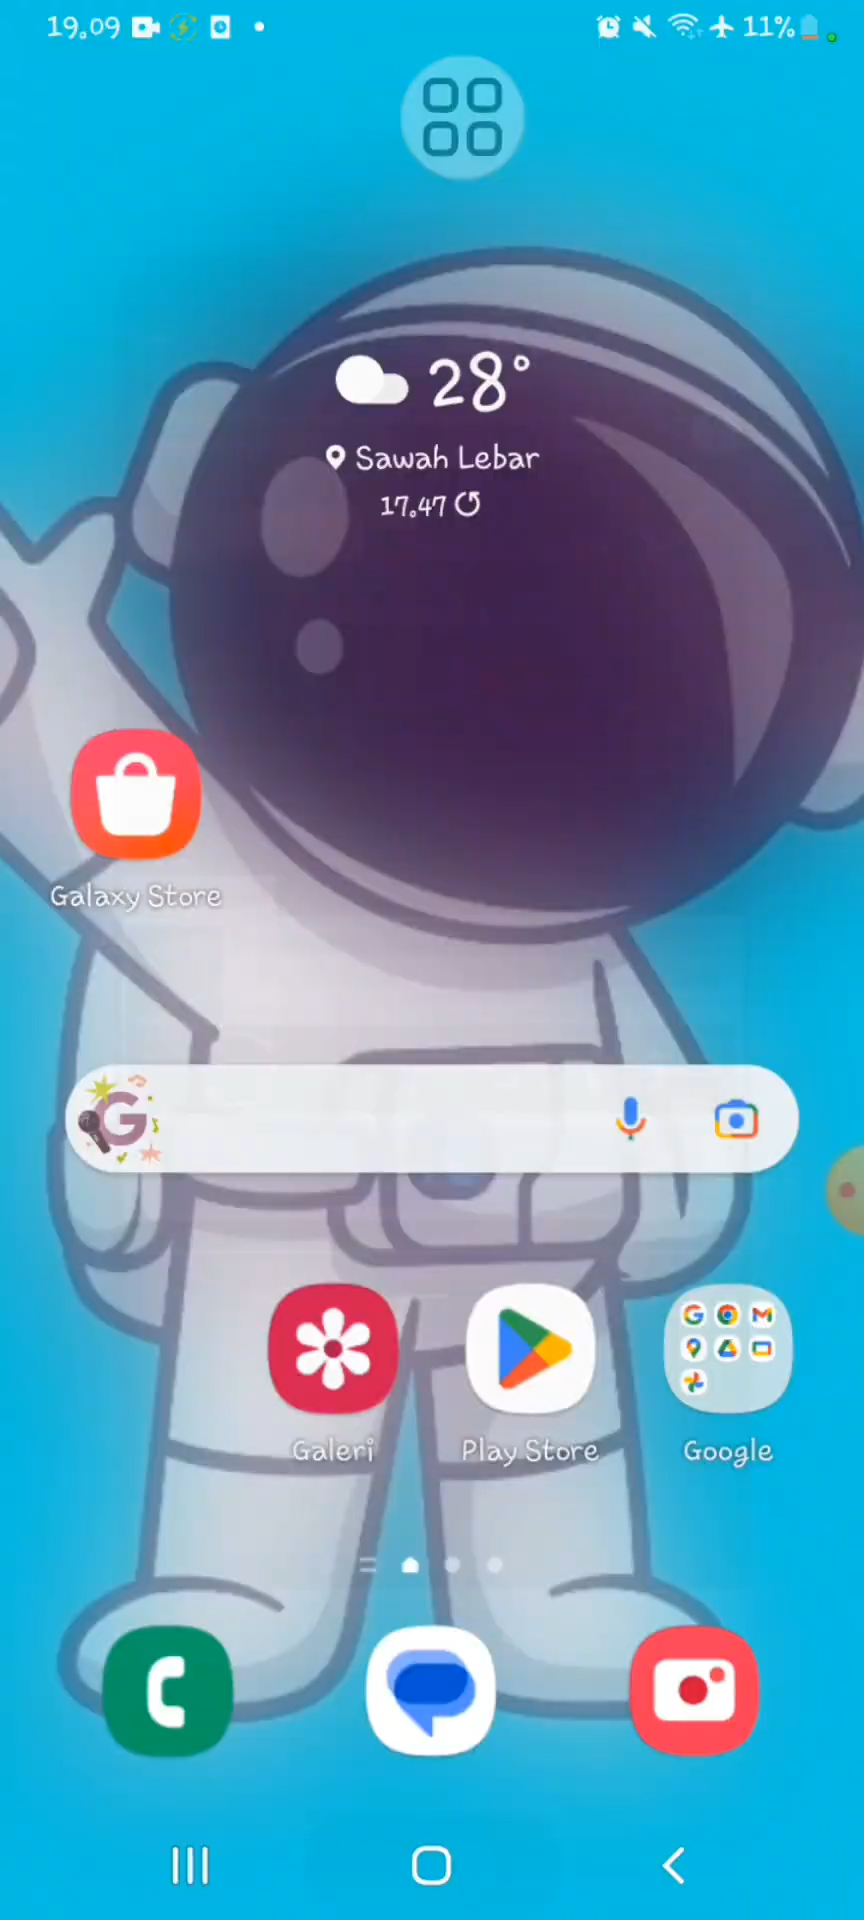 19.09
11%
28°
Sawah Lebar
17.47
Galaxy Store
G
Galeri
Play Store
Google